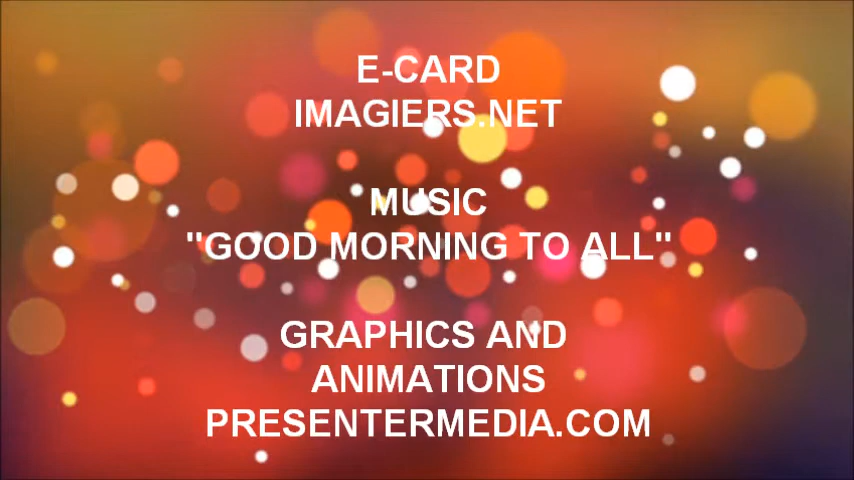 E-CARD
IMAGIERS.NET
MUSIC
"GOOD MORNING TO ALL"
GRAPHICS AND
ANIMATIONS
PRESENTERMEDIA.COM